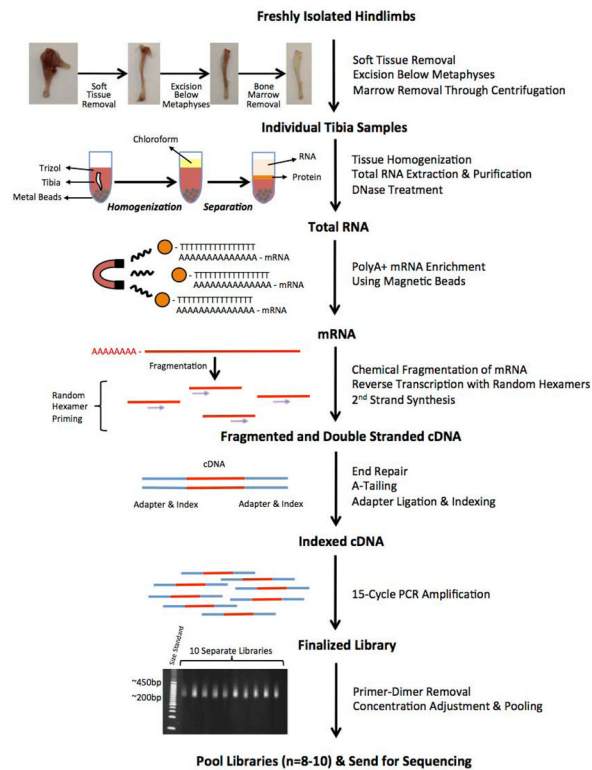 Freshly Isolated Hindlimbs
Soft
Tissue
Removal
Excision
Below
Metaphyses
Bone
Marrow
Removal
Soft Tissue Removal
Excision Below Metaphyses
Marrow Removal Through Centrifugation
Individual Tibia Samples
Chloroform
Trizol
Tibia
Metal Beads
RNA
Protein
Homogenization
Separation
Tissue Homogenization
Total RNA Extraction & Purification
DNase Treatment
Total RNA
- TTTTTTTTTTTTTTT
AAAAAAAAAAAAAA - mRNA
- TTTTTTTTTTTTTTT
AAAAAAAAAAAAAA - mRNA
- TTTTTTTTTTTTTTT
AAAAAAAAAAAAAA - mRNA
PolyA+ mRNA Enrichment
Using Magnetic Beads
mRNA
AAAAAAAA -
Fragmentation
Random
Hexamer
Priming
Chemical Fragmentation of mRNA
Reverse Transcription with Random Hexamers
2nd Strand Synthesis
Fragmented and Double Stranded cDNA
cDNA
Adapter & Index
Adapter & Index
End Repair
A-Tailing
Adapter Ligation & Indexing
Indexed cDNA
15-Cycle PCR Amplification
Finalized Library
Size Standard
10 Separate Libraries
~450bp
~200bp
Primer-Dimer Removal
Concentration Adjustment & Pooling
Pool Libraries (n=8-10) & Send for Sequencing